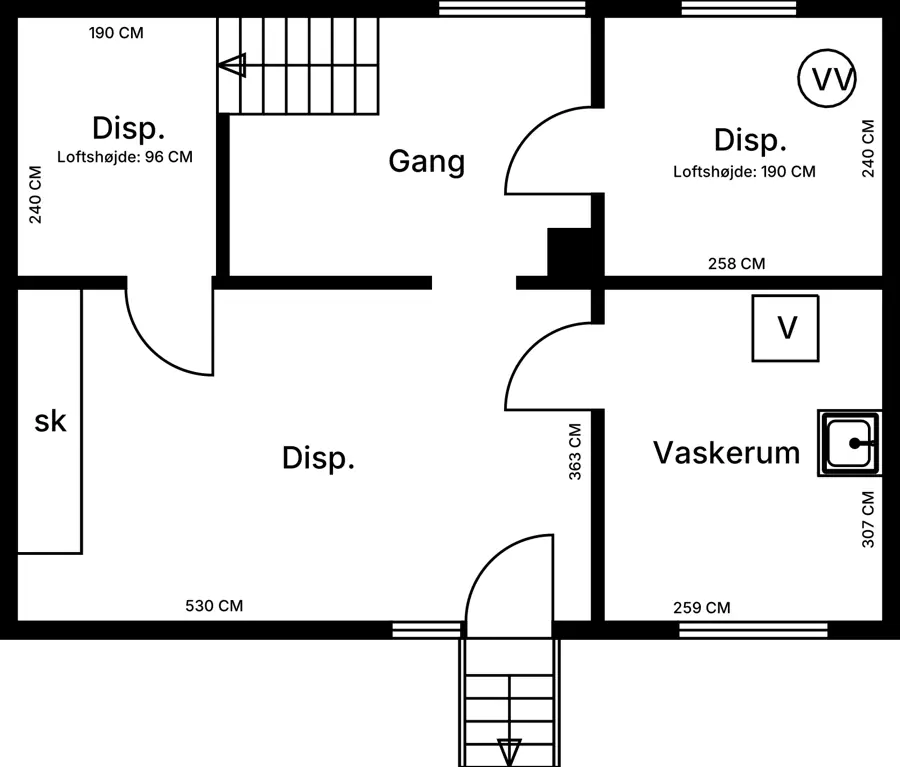 190 CM
Disp.
Loftshøjde: 96 CM
240 CM
Gang
VV
Disp.
Loftshøjde: 190 CM
240 CM
258 CM
sk
Disp.
530 CM
363 CM
V
Vaskerum
307 CM
259 CM